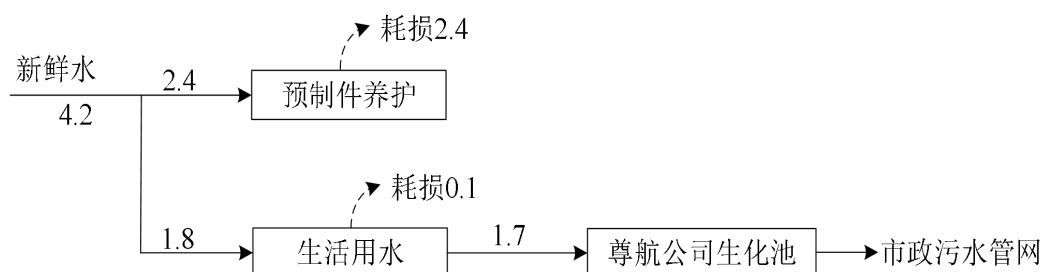 耗损2.4
新鲜水
2.4
预制件养护
4.2
耗损0.1
1.8
生活用水
1.7
尊航公司生化池
市政污水管网